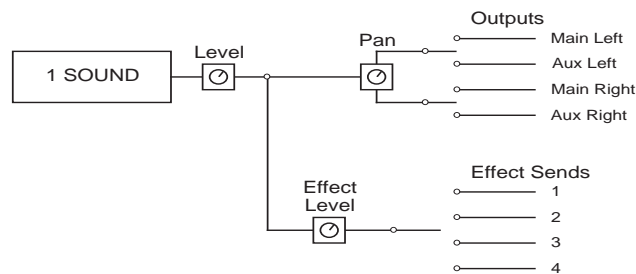 Outputs
Level
Pan
Main Left
1 SOUND
Aux Left
Main Right
Aux Right
Effect Sends
Effect
Level
1
2
3
4